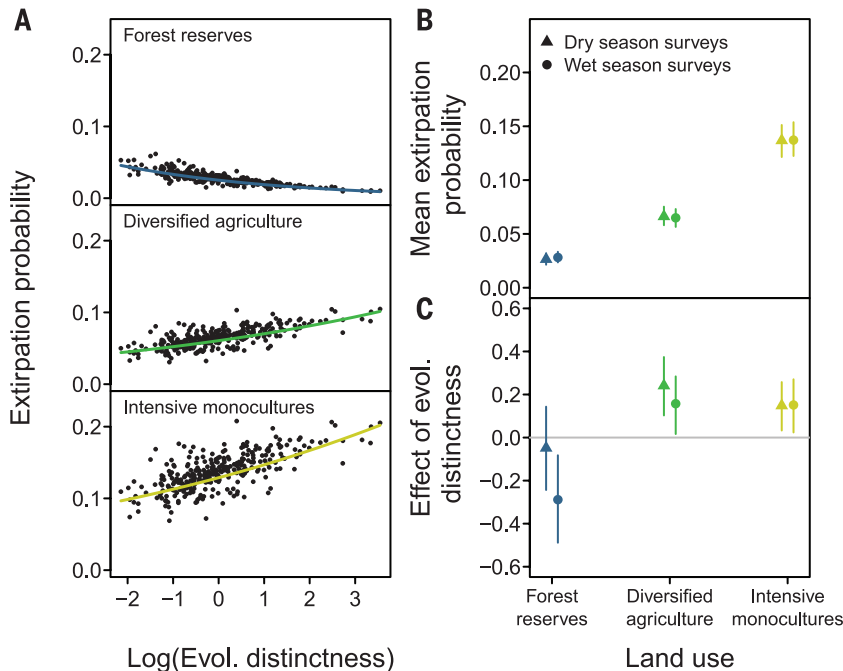 A
Extirpation probability
Forest reserves
0.2
0.1
0.0
Diversified agriculture
0.2
0.1
0.0
Intensive monocultures
0.2
0.1
0.0
−2 −1 0 1 2 3
Log(Evol. distinctness)
B
Mean extirpation
probability
Dry season surveys
Wet season surveys
0.20
0.15
0.10
0.05
0.00
C
Effect of evol.
distinctness
0.6
0.4
0.2
0.0
−0.2
−0.4
−0.6
Forest Diversified Intensive
reserves agriculture monocultures
Land use